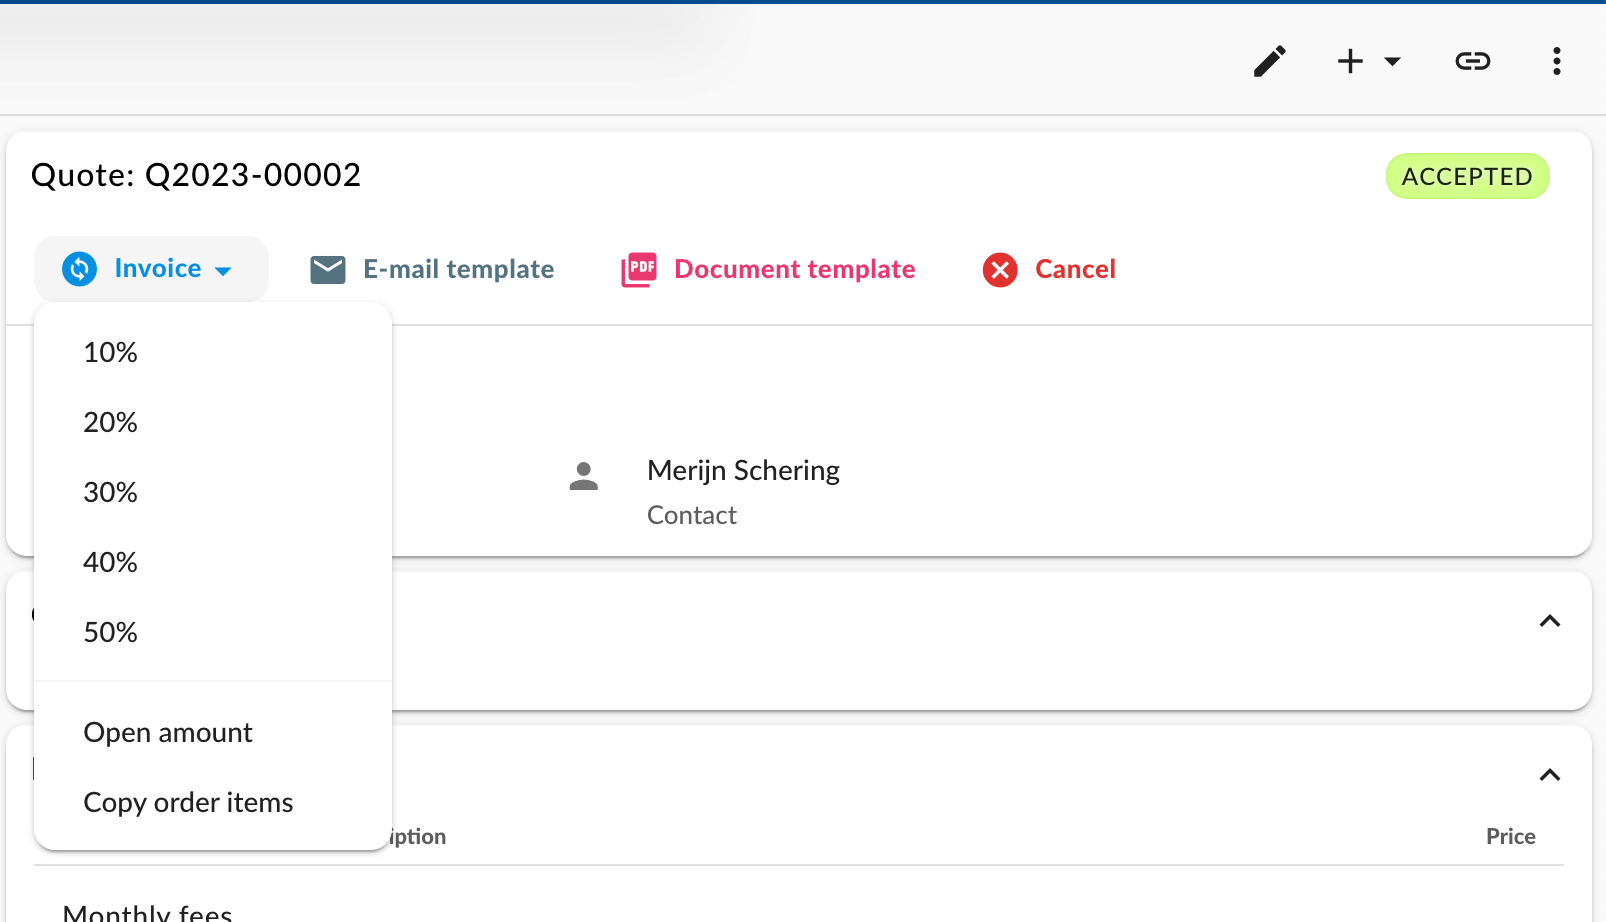 Quote: Q2023-00002
ACCEPTED
Invoice
E-mail template
PDF
Document template
Cancel
10%
20%
30%
40%
50%
Open amount
Copy order items
Merijn Schering
Contact
iption
Price
Monthly fees